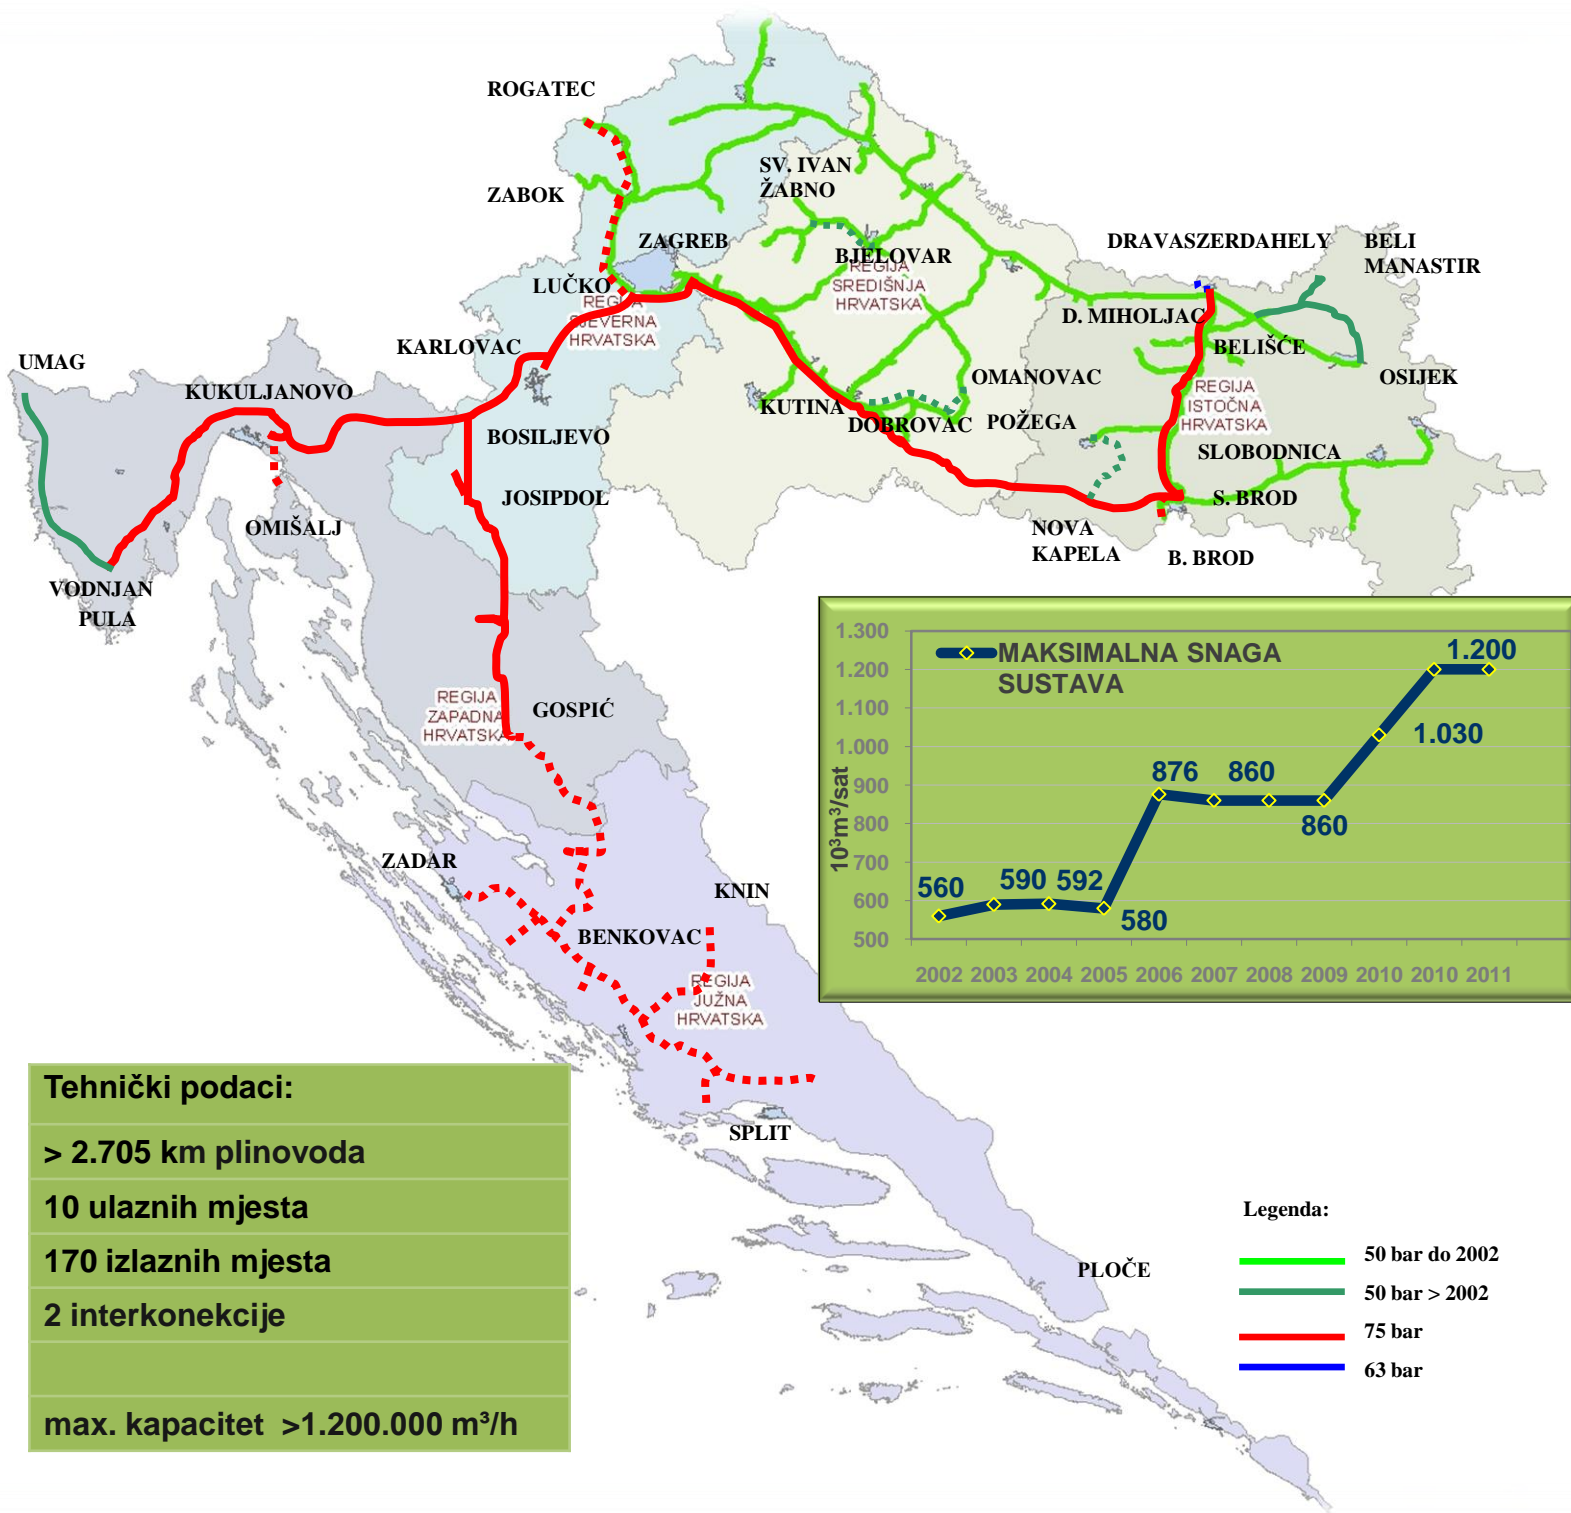 ROGATEC
SV. IVAN
ŽABNO
ZABOK
ZAGREB
DRAVASZERDAHELY
BELI
MANASTIR
BJELOVAR
REGIJA
SREDIŠNJA
HRVATSKA
LUČKO
REGIJA
SJEVERNA
HRVATSKA
D. MIHOLJAC
BELIŠĆE
KARLOVAC
UMAG
KUKULJANOVO
OMANOVAC
OSIJEK
REGIJA
ISTOČNA
HRVATSKA
KUTINA
DOBROVAC
POŽEGA
BOSILJEVO
SLOBODNICA
JOSIPDOL
S. BROD
OMIŠALJ
NOVA
KAPELA
B. BROD
VODNJAN
PULA
REGIJA
ZAPADNA
HRVATSKA
GOSPIĆ
ZADAR
KNIN
BENKOVAC
REGIJA
JUŽNA
HRVATSKA
SPLIT
PLOČE
MAKSIMALNA SNAGA
SUSTAVA
10³m³/sat
1.300
1.200
1.100
1.000
900
800
700
600
500
560
590
592
580
876
860
860
1.030
1.200
2002 2003 2004 2005 2006 2007 2008 2009 2010 2010 2011
Tehnički podaci:
> 2.705 km plinovoda
10 ulaznih mjesta
170 izlaznih mjesta
2 interkonekcije
max. kapacitet >1.200.000 m³/h
Legenda:
50 bar do 2002
50 bar > 2002
75 bar
63 bar